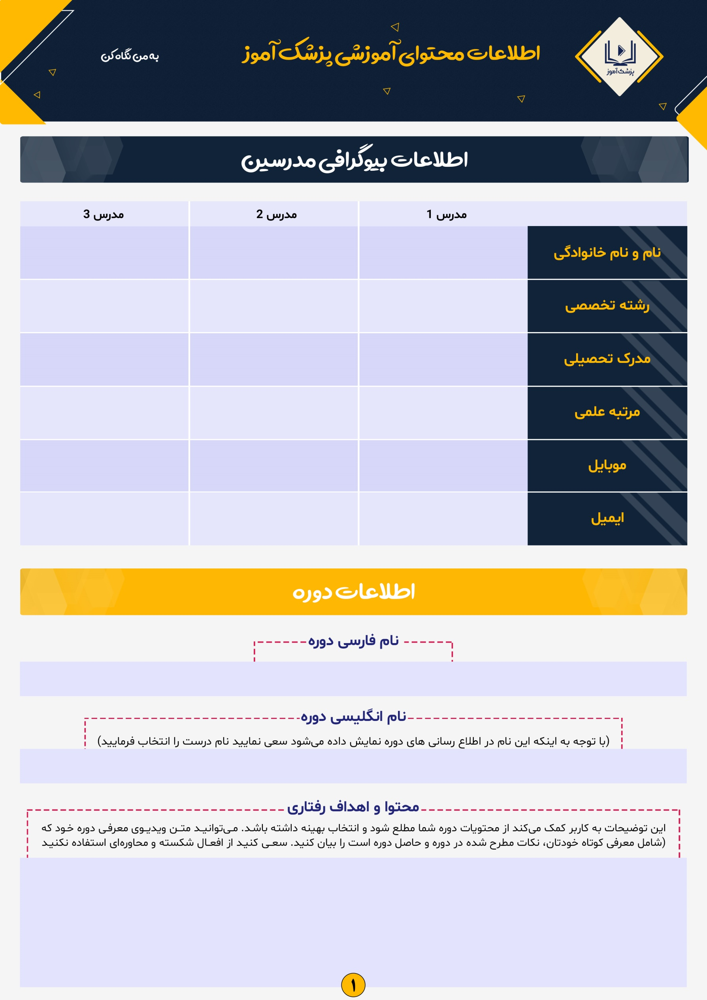 پزشک‌آموز
اطلاعات محتوای آموزشی پزشک‌آموز
به من نگاه کن
اطلاعات بیوگرافی مدرسین
مدرس 1 مدرس 2 مدرس 3
نام و نام خانوادگی
رشته تخصصی
مدرک تحصیلی
مرتبه علمی
موبایل
ایمیل
اطلاعات دوره
نام فارسی دوره
نام انگلیسی دوره
(با توجه به اینکه این نام در اطلاع رسانی های دوره نمایش داده می‌شود سعی نمایید نام درست را انتخاب فرمایید)
محتوا و اهداف رفتاری
این توضیحات به کاربر کمک می‌کند از محتویات دوره شما مطلع شود و انتخاب بهینه داشته باشد. می‌توانید متن ویدیوی معرفی دوره خود که
(شامل معرفی کوتاه خودتان، نکات مطرح شده در دوره و حاصل دوره است را بیان کنید. سعی کنید از افعال شکسته و محاوره‌ای استفاده نکنید
۱